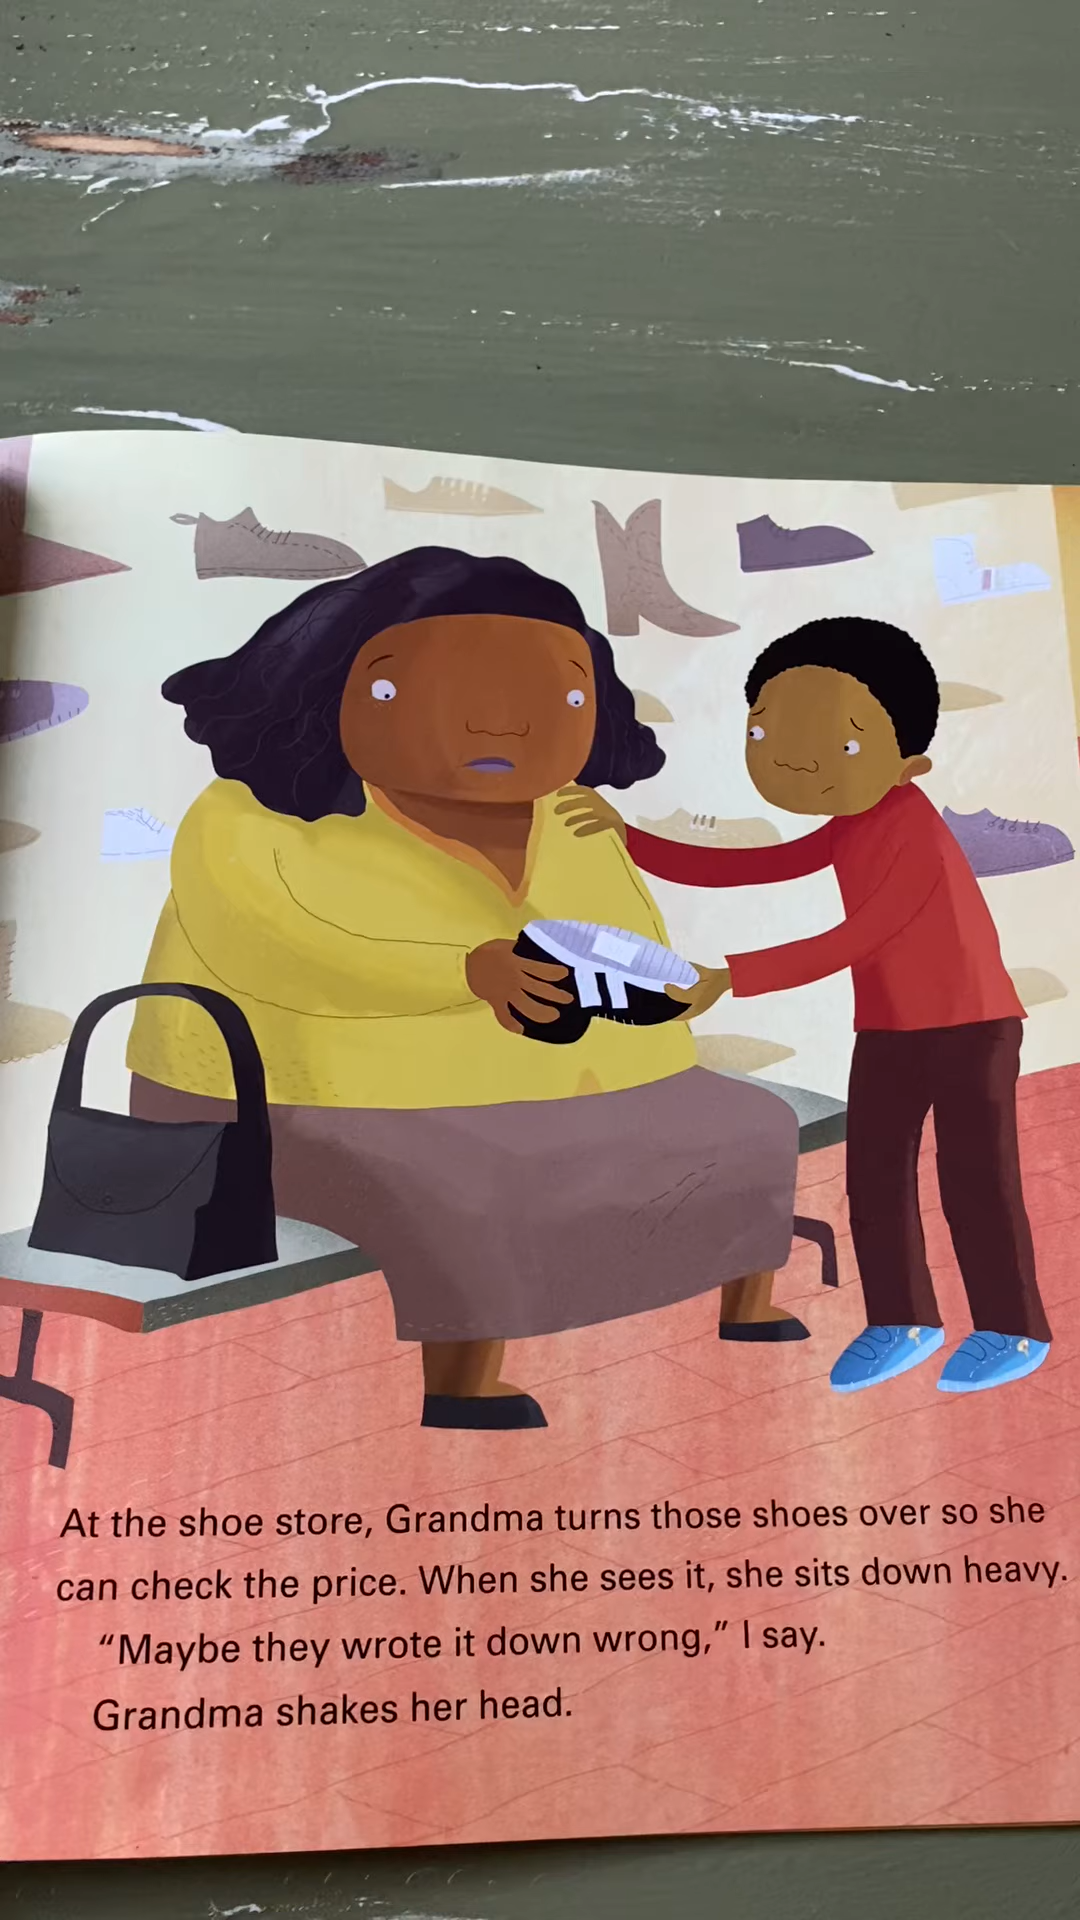 At the shoe store, Grandma turns those shoes over so she
can check the price. When she sees it, she sits down heavy.
“Maybe they wrote it down wrong,” I say.
Grandma shakes her head.